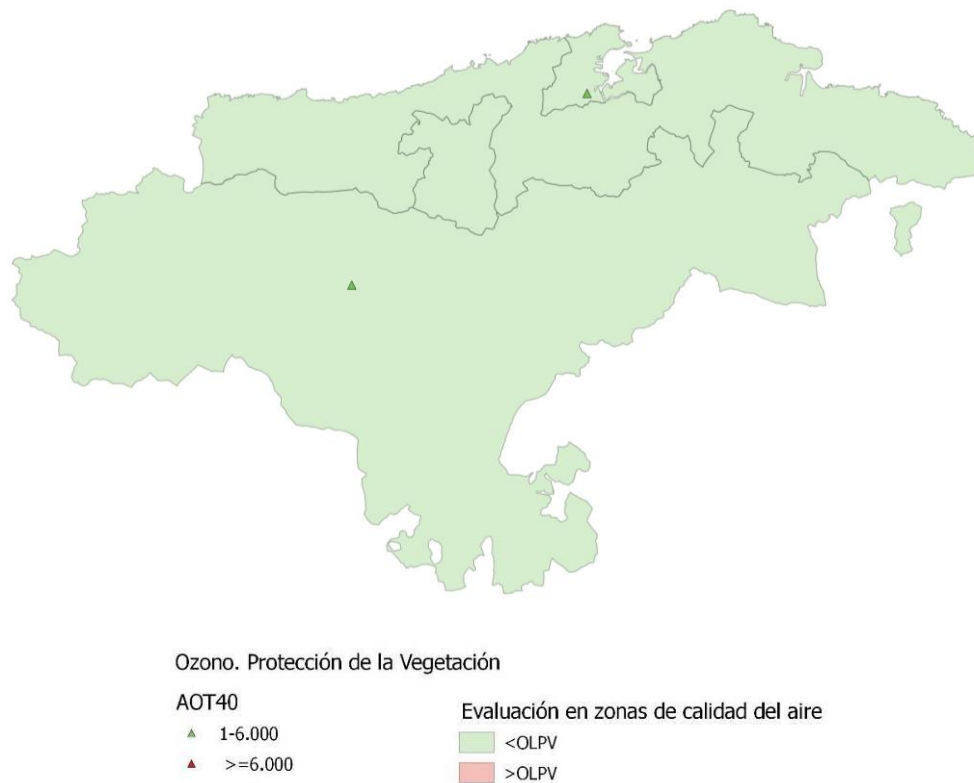 Ozono. Protección de la Vegetación
AOT40
1-6.000
>=6.000
Evaluación en zonas de calidad del aire
<OLPV
>OLPV